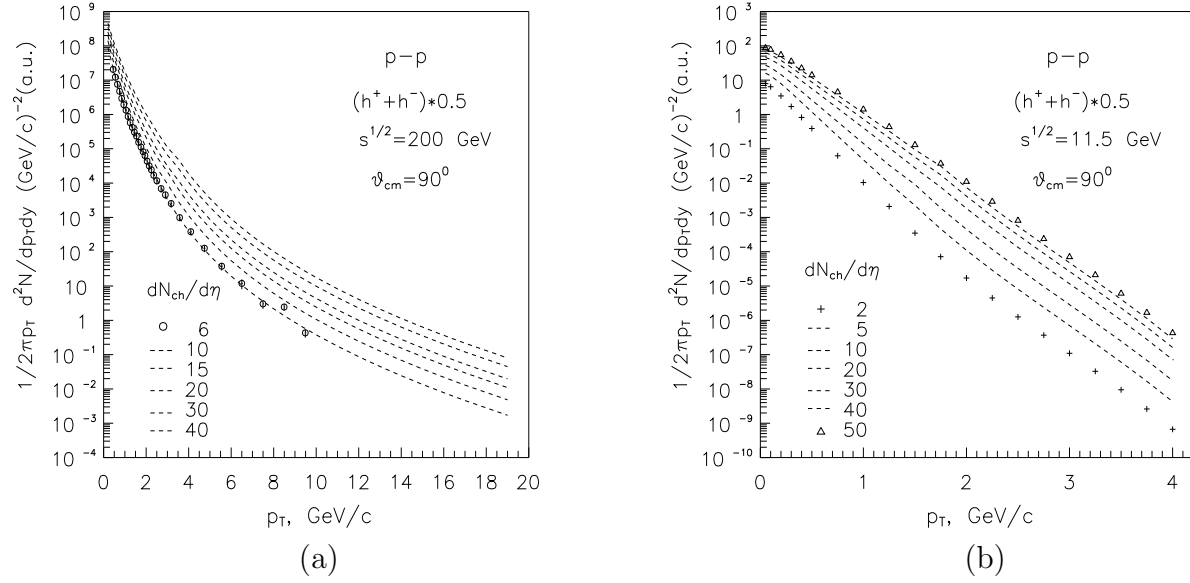 10 9
10 8
10 7
10 6
10 5
10 4
10 3
10 2
10
1
10 -1
10 -2
10 -3
10 -4
1/2πp_T d²N/dp_Tdy (GeV/c)⁻²(a.u.)
p−p
(h⁺+h⁻)*0.5
s^1/2=200 GeV
ϑ_cm=90⁰
dN_ch/dη
6
10
15
20
30
40
0 2 4 6 8 10 12 14 16 18 20
p_T, GeV/c
(a)
10 3
10 2
10
1
10 -1
10 -2
10 -3
10 -4
10 -5
10 -6
10 -7
10 -8
10 -9
10 -10
1/2πp_T d²N/dp_Tdy (GeV/c)⁻²(a.u.)
p−p
(h⁺+h⁻)*0.5
s^1/2=11.5 GeV
ϑ_cm=90⁰
dN_ch/dη
2
5
10
20
30
40
50
0 1 2 3 4
p_T, GeV/c
(b)